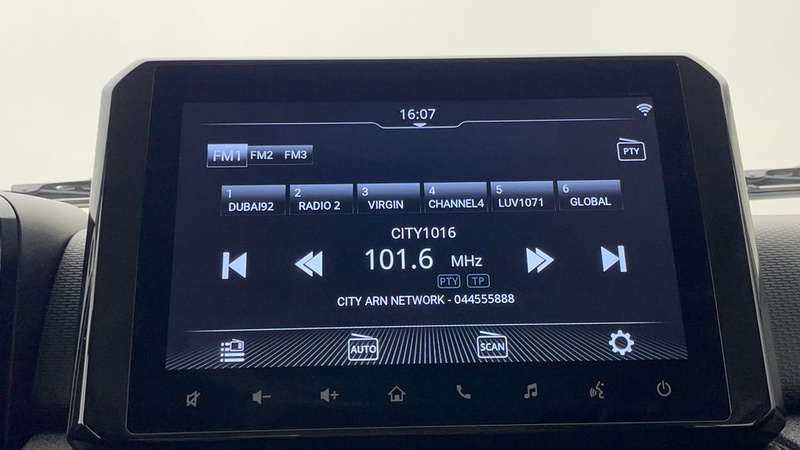 16:07
FM1 FM2 FM3
PTY
1 2 3 4 5 6
DUBAI92 RADIO 2 VIRGIN CHANNEL4 LUV1071 GLOBAL
CITY1016
101.6 MHz
PTY TP
CITY ARN NETWORK - 044555888
AUTO SCAN